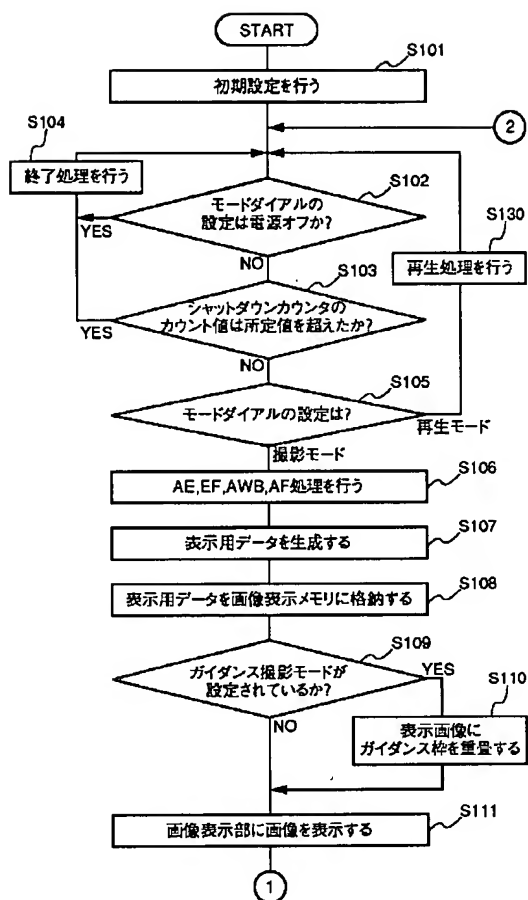 START
S101
初期設定を行う
2
S104
終了処理を行う
S102
モードダイアルの
設定は電源オフか?
YES
NO
S130
再生処理を行う
S103
シャットダウンカウンタの
カウント値は所定値を超えたか?
YES
NO
S105
モードダイアルの設定は?
再生モード
撮影モード
S106
AE,EF,AWB,AF処理を行う
S107
表示用データを生成する
S108
表示用データを画像表示メモリに格納する
S109
ガイダンス撮影モードが
設定されているか?
YES
NO
S110
表示画像に
ガイダンス枠を重畳する
S111
画像表示部に画像を表示する
1